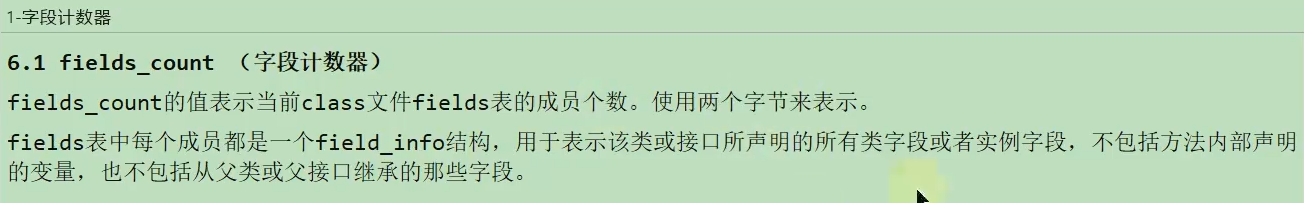 1-字段计数器
6.1 fields_count （字段计数器）
fields_count的值表示当前class文件fields表的成员个数。使用两个字节来表示。
fields表中每个成员都是一个field_info结构，用于表示该类或接口所声明的所有类字段或者实例字段，不包括方法内部声明
的变量，也不包括从父类或父接口继承的那些字段。